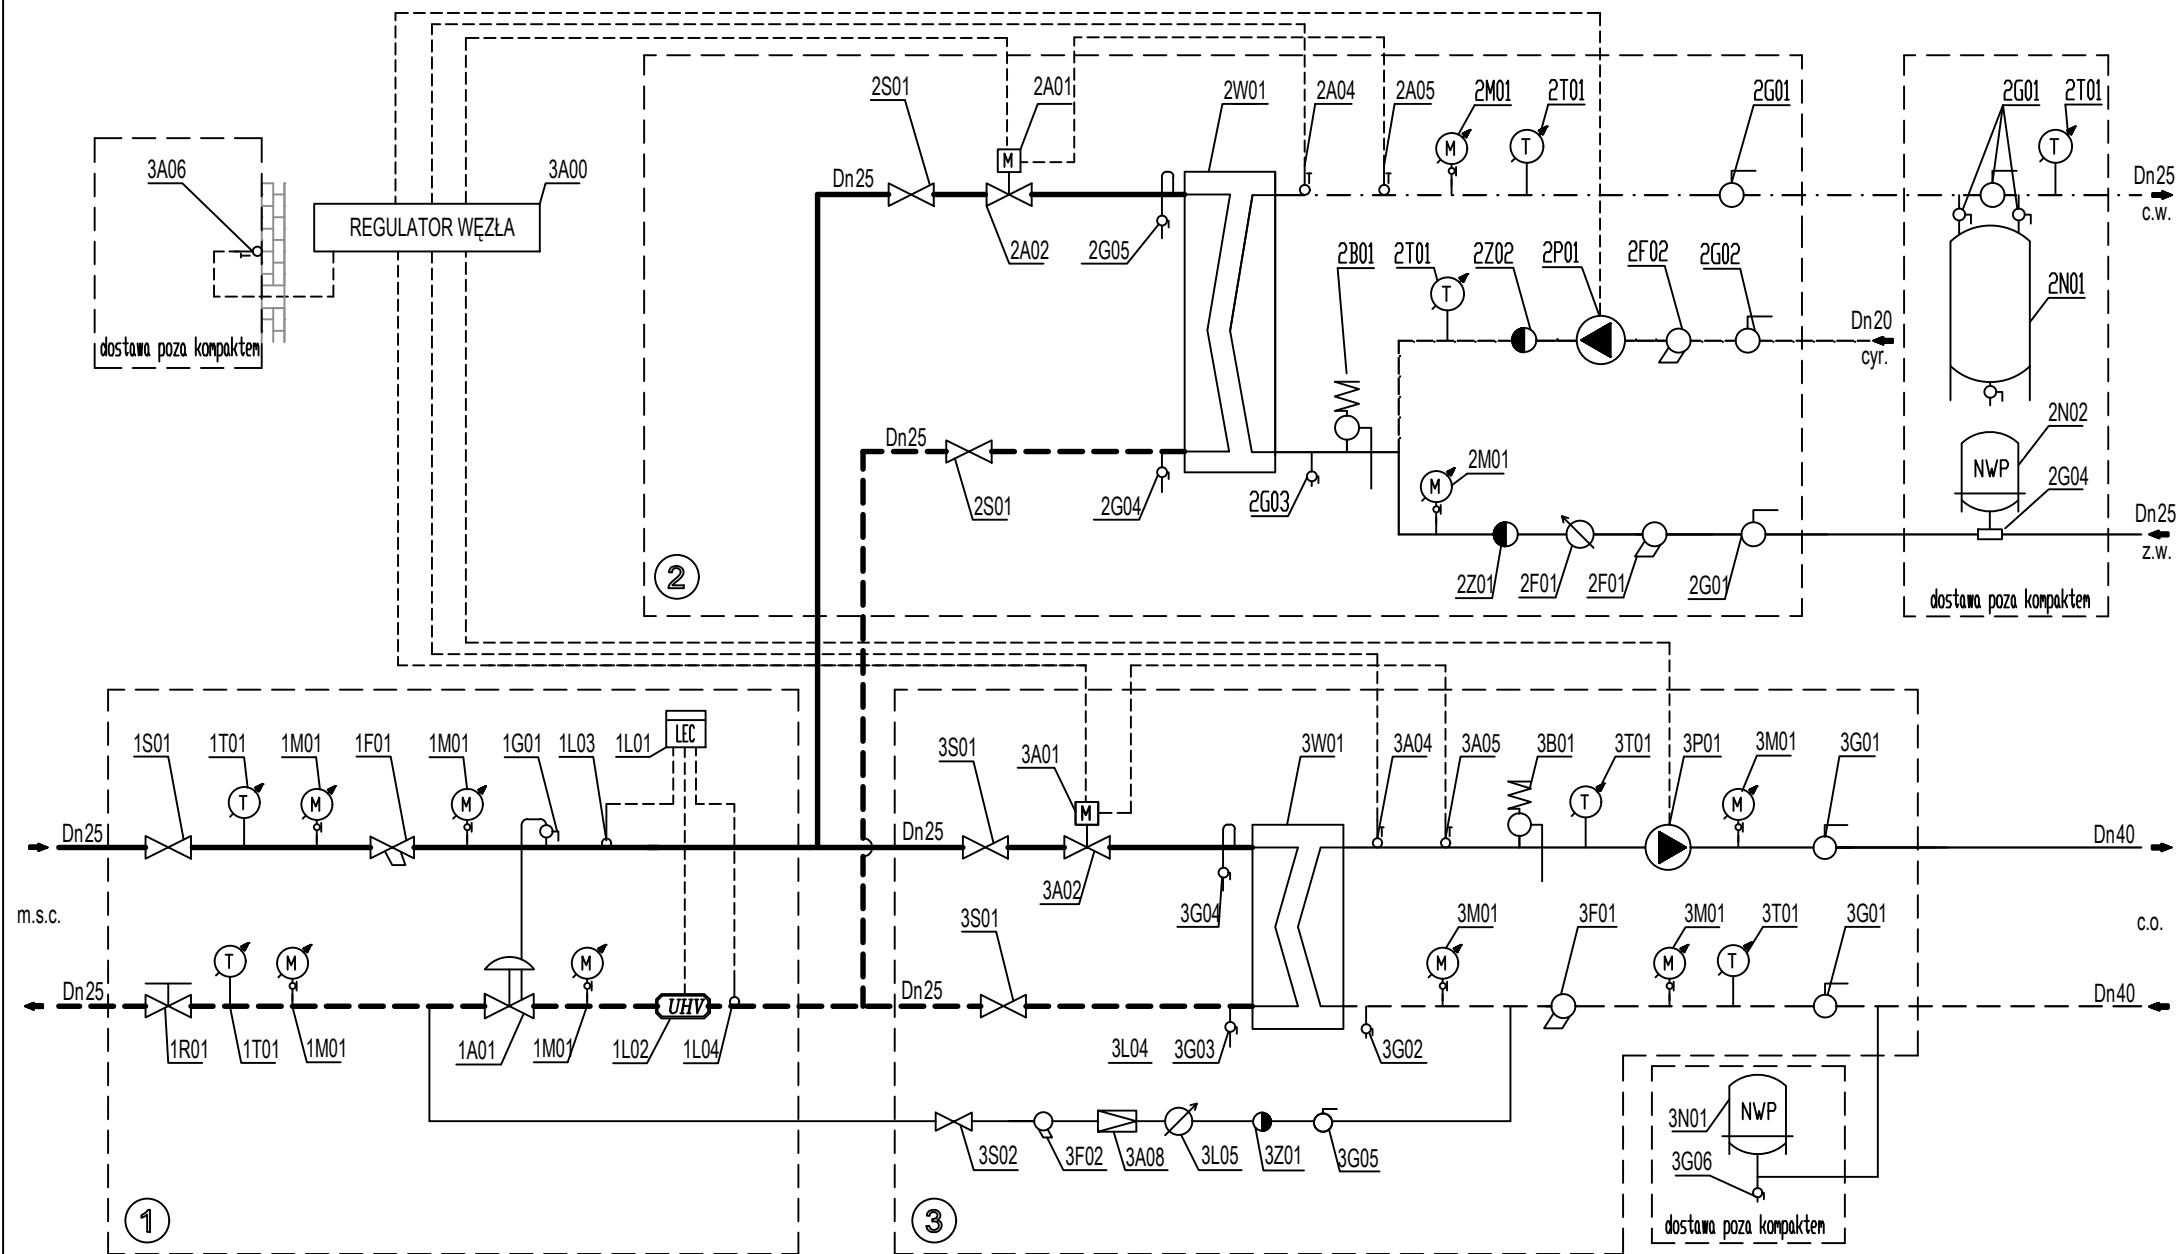 2S01
2A01
2W01
2A04
2A05
2M01
2T01
2G01
2G01
2T01
M
M
T
T
3A06
3A00
Dn25
Dn25
c.w.
REGULATOR WĘZŁA
2A02
2G05
2B01
2T01
2Z02
2P01
2F02
2G02
2N01
T
Dn20
cyr.
dostawa poza kompaktem
Dn25
2M01
M
2N02
NWP
2G04
2S01
2G04
2G03
Dn25
z.w.
2
2Z01
2F01
2F01
2G01
dostawa poza kompaktem
1S01
1T01
1M01
1F01
1M01
1G01
1L03
1L01
LEC
3S01
3A01
3W01
3A04
3A05
3B01
3T01
3P01
3M01
3G01
T
M
M
M
T
M
Dn25
Dn25
Dn40
3A02
3G04
m.s.c.
3S01
3M01
3F01
3M01
3T01
3G01
c.o.
T
M
M
M
M
T
Dn25
UHV
Dn25
Dn40
1R01
1T01
1M01
1A01
1M01
1L02
1L04
3L04
3G03
3G02
3N01
NWP
3S02
3F02
3A08
3L05
3Z01
3G05
3G06
1
3
dostawa poza kompaktem